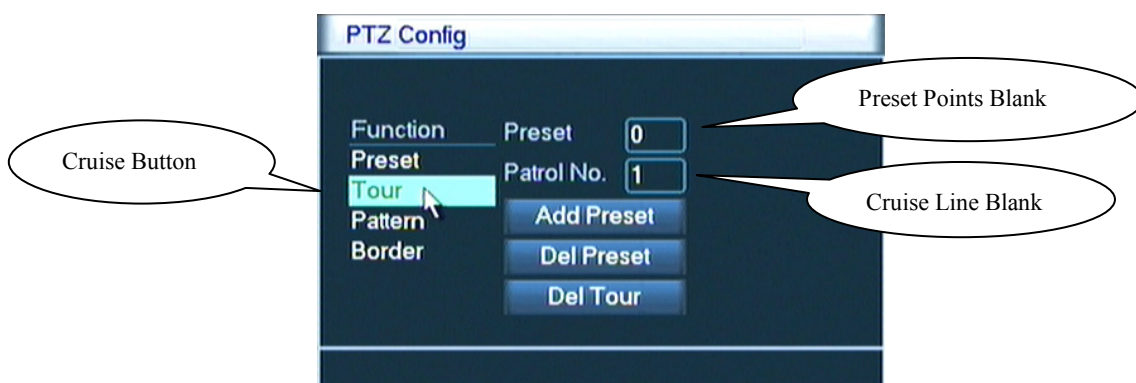 PTZ Config
Preset Points Blank
Function
Preset
0
Cruise Button
Preset
Patrol No.
1
Tour
Cruise Line Blank
Pattern
Add Preset
Border
Del Preset
Del Tour